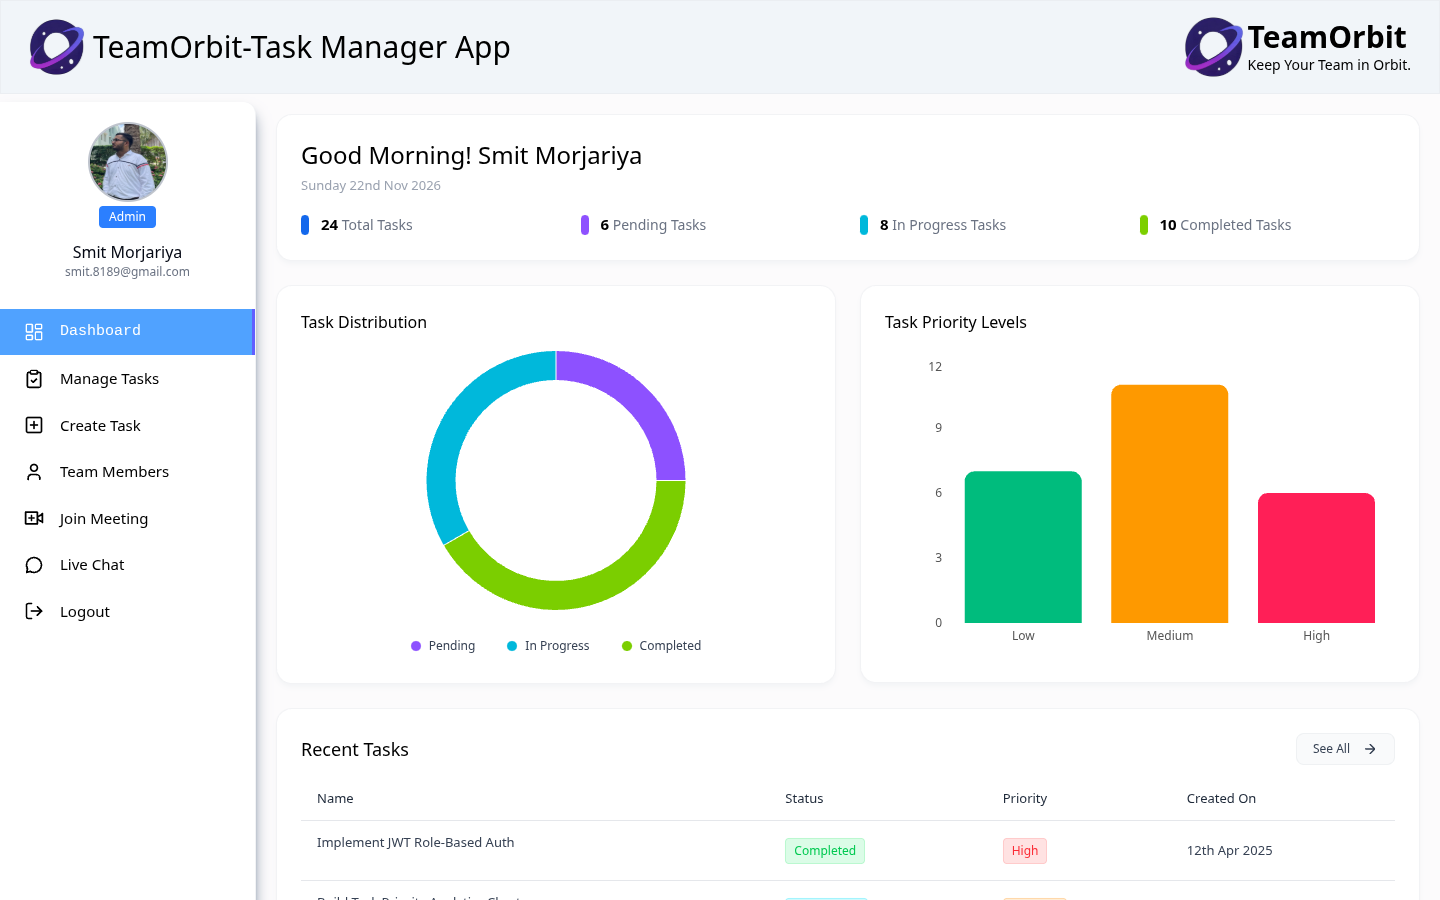 TeamOrbit-Task Manager App
TeamOrbit
Keep Your Team in Orbit.
Admin
Smit Morjariya
smit.8189@gmail.com
Dashboard
Manage Tasks
Create Task
Team Members
Join Meeting
Live Chat
Logout
Good Morning! Smit Morjariya
Sunday 22nd Nov 2026
24 Total Tasks
6 Pending Tasks
8 In Progress Tasks
10 Completed Tasks
Task Distribution
Pending
In Progress
Completed
Task Priority Levels
12
9
6
3
0
Low
Medium
High
Recent Tasks
See All
Name Status Priority Created On
Implement JWT Role-Based Auth Completed High 12th Apr 2025